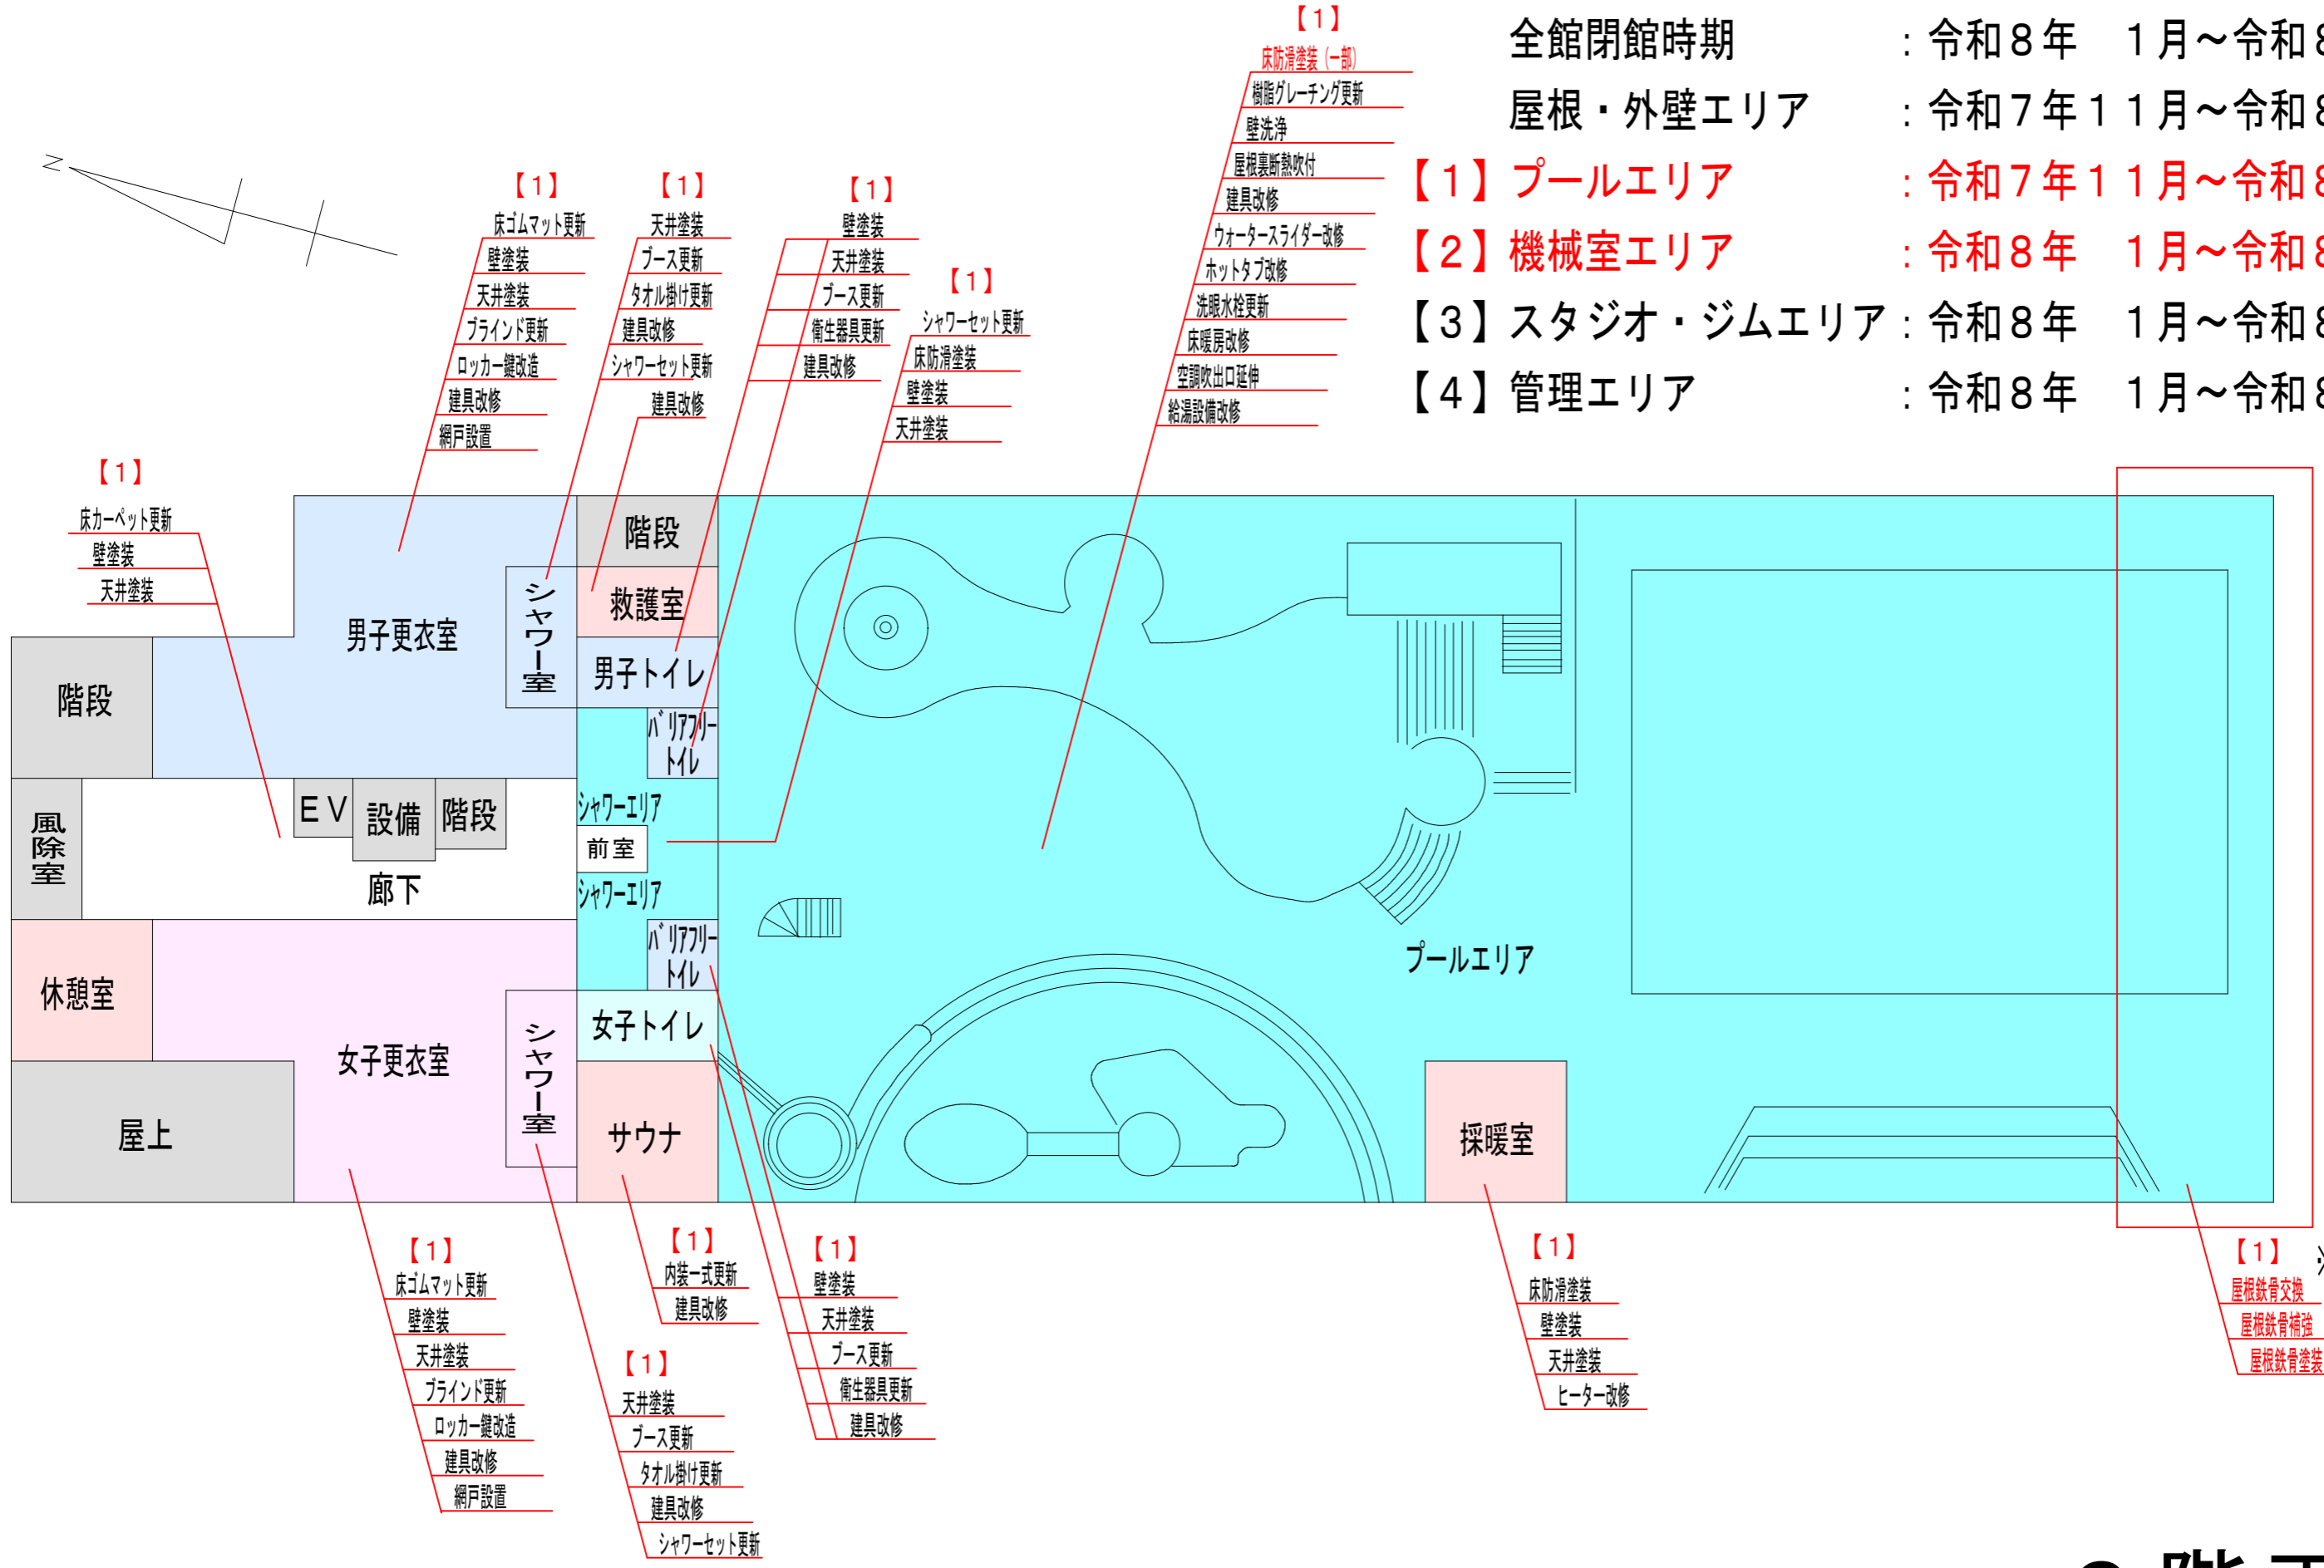 全館閉館時期 ：令和８年　１月～令和８
屋根・外壁エリア ：令和７年１１月～令和８
【１】プールエリア ：令和７年１１月～令和８
【２】機械室エリア ：令和８年　１月～令和８
【３】スタジオ・ジムエリア：令和８年　１月～令和８
【４】管理エリア ：令和８年　１月～令和８
N
【１】
床ゴムマット更新
壁塗装
天井塗装
ブラインド更新
ロッカー鍵改造
建具改修
網戸設置
【１】
天井塗装
ブース更新
タオル掛け更新
建具改修
シャワーセット更新
建具改修
【１】
壁塗装
天井塗装
ブース更新
衛生器具更新
建具改修
【１】
シャワーセット更新
床防滑塗装
壁塗装
天井塗装
【１】
床防滑塗装（一部）
樹脂グレーチング更新
壁洗浄
屋根裏断熱吹付
建具改修
ウォータースライダー改修
ホットタブ改修
洗眼水栓更新
床暖房改修
空調吹出口延伸
給湯設備改修
【１】
床カーペット更新
壁塗装
天井塗装
階段
救護室
男子更衣室
シャワー室
男子トイレ
階段
バリアフリー
トイレ
ＥＶ
設備
階段
シャワーエリア
風除室
前室
廊下
シャワーエリア
バリアフリー
トイレ
プールエリア
休憩室
女子トイレ
女子更衣室
シャワー室
屋上
サウナ
採暖室
【１】
床ゴムマット更新
壁塗装
天井塗装
ブラインド更新
ロッカー鍵改造
建具改修
網戸設置
【１】
天井塗装
ブース更新
タオル掛け更新
建具改修
シャワーセット更新
【１】
内装一式更新
建具改修
【１】
壁塗装
天井塗装
ブース更新
衛生器具更新
建具改修
【１】
床防滑塗装
壁塗装
天井塗装
ヒーター改修
【１】
屋根鉄骨交換
屋根鉄骨補強
屋根鉄骨塗装